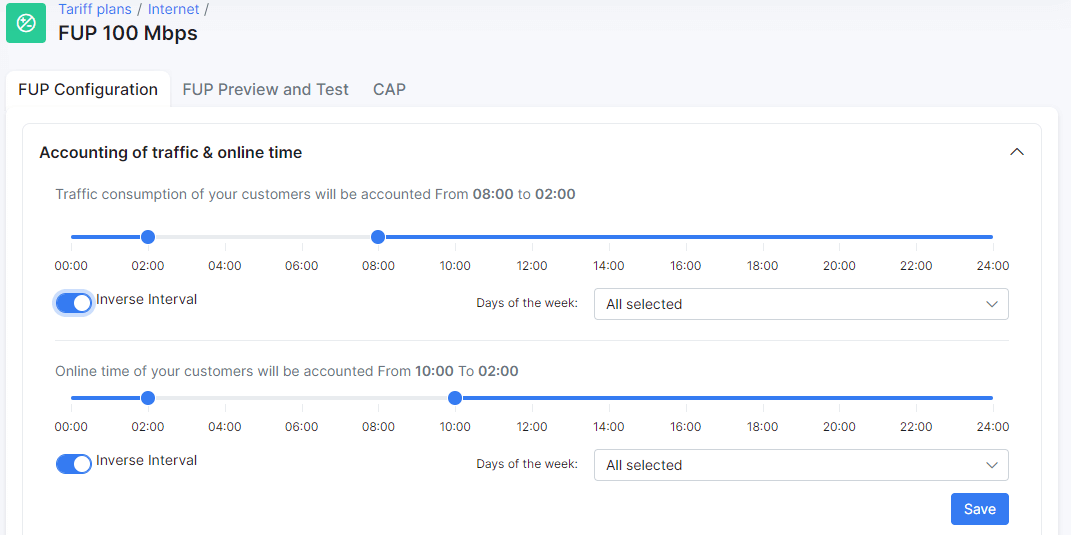 Tariff plans / Internet /
FUP 100 Mbps
FUP Configuration FUP Preview and Test CAP
Accounting of traffic & online time
Traffic consumption of your customers will be accounted From 08:00 to 02:00
00:00 02:00 04:00 06:00 08:00 10:00 12:00 14:00 16:00 18:00 20:00 22:00 24:00
Inverse Interval Days of the week: All selected
Online time of your customers will be accounted From 10:00 To 02:00
00:00 02:00 04:00 06:00 08:00 10:00 12:00 14:00 16:00 18:00 20:00 22:00 24:00
Inverse Interval Days of the week: All selected
Save